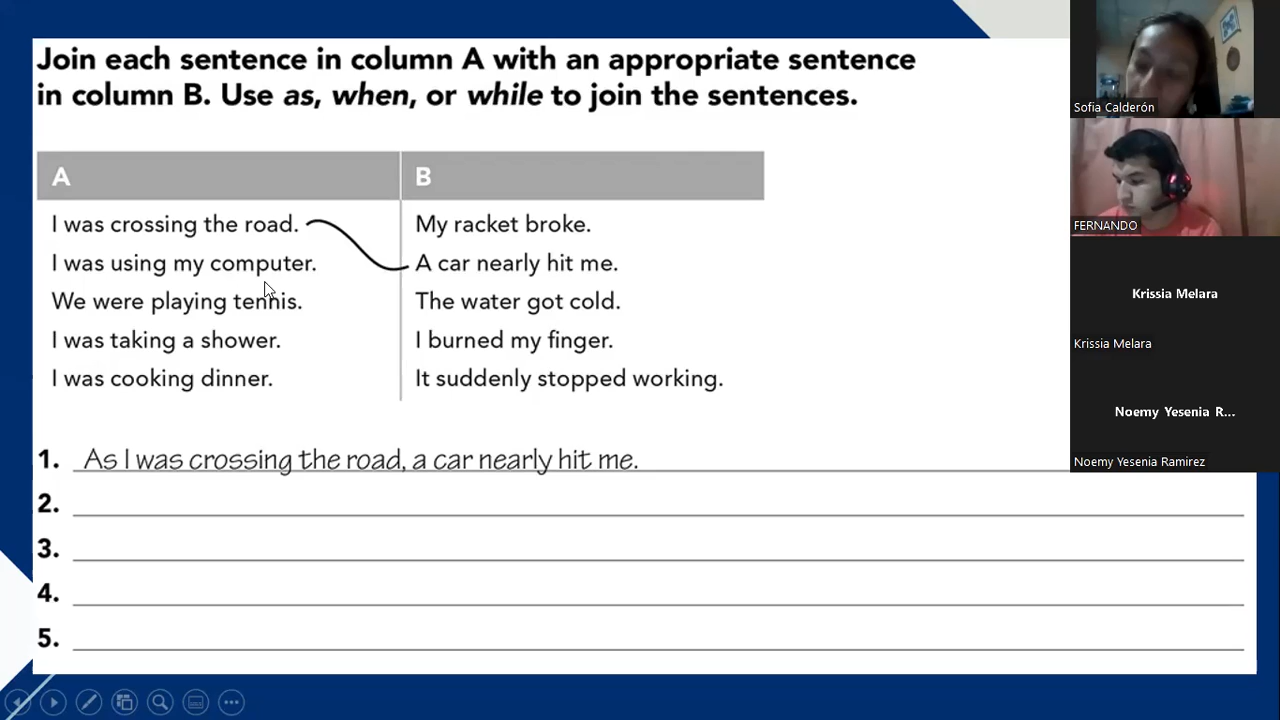 Join each sentence in column A with an appropriate sentence
in column B. Use as, when, or while to join the sentences.
A B
I was crossing the road. My racket broke.
I was using my computer. A car nearly hit me.
We were playing tennis. The water got cold.
I was taking a shower. I burned my finger.
I was cooking dinner. It suddenly stopped working.
1. As I was crossing the road, a car nearly hit me.
2.
3.
4.
5.
Sofia Calderón
FERNANDO
Krissia Melara
Krissia Melara
Noemy Yesenia R...
Noemy Yesenia Ramirez